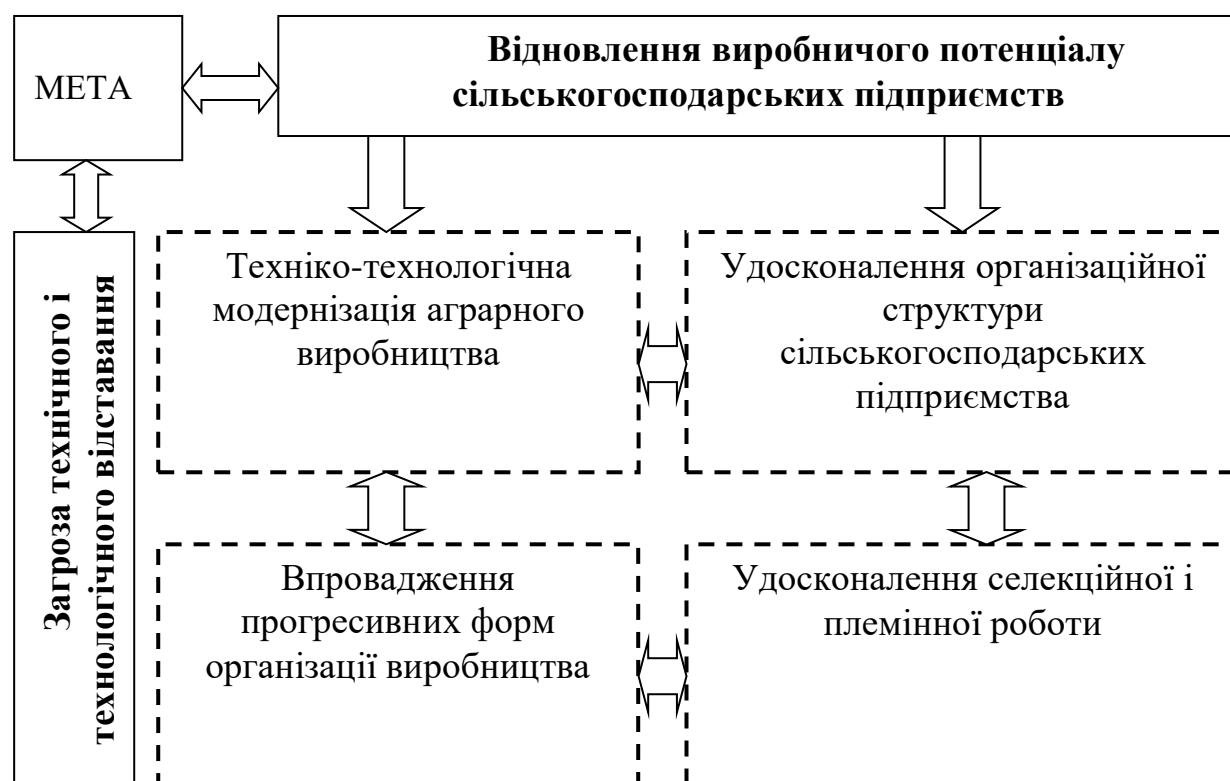 МЕТА
Відновлення виробничого потенціалу
сільськогосподарських підприємств
Загроза технічного і
технологічного відставання
Техніко-технологічна
модернізація аграрного
виробництва
Удосконалення організаційної
структури
сільськогосподарських
підприємства
Впровадження
прогресивних форм
організації виробництва
Удосконалення селекційної і
племінної роботи